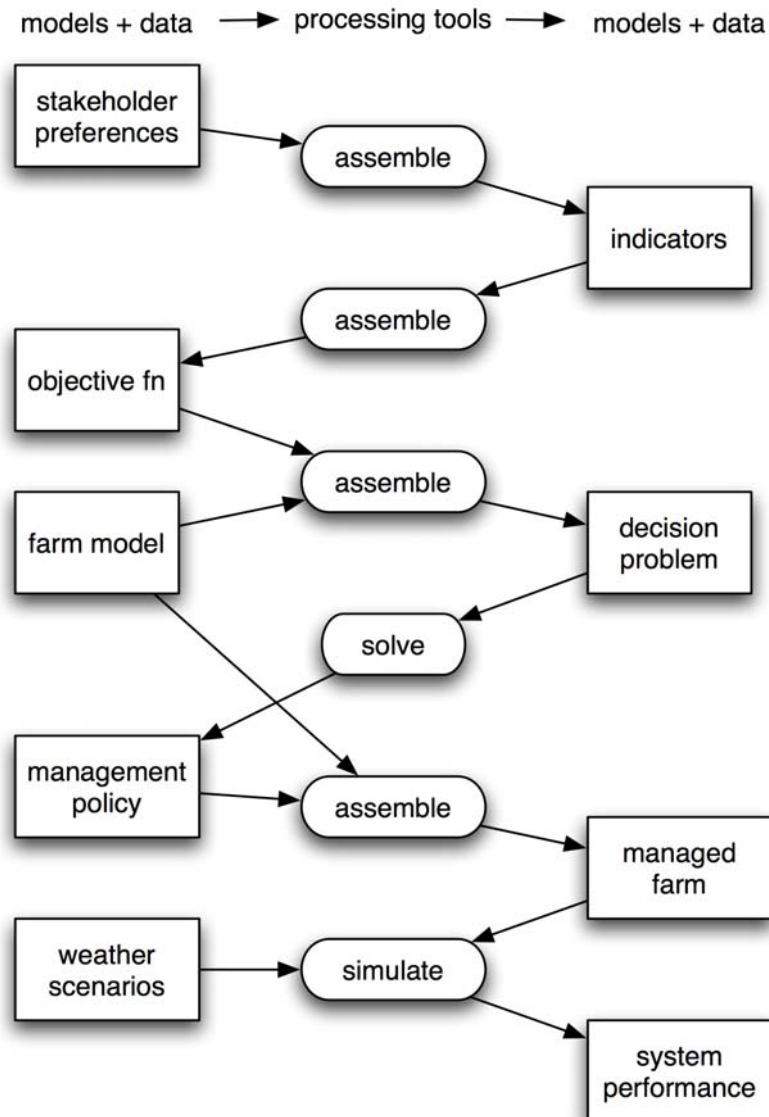 models + data processing tools models + data
stakeholder
preferences
assemble
indicators
assemble
objective fn
assemble
farm model
decision
problem
solve
management
policy
assemble
managed
farm
weather
scenarios
simulate
system
performance